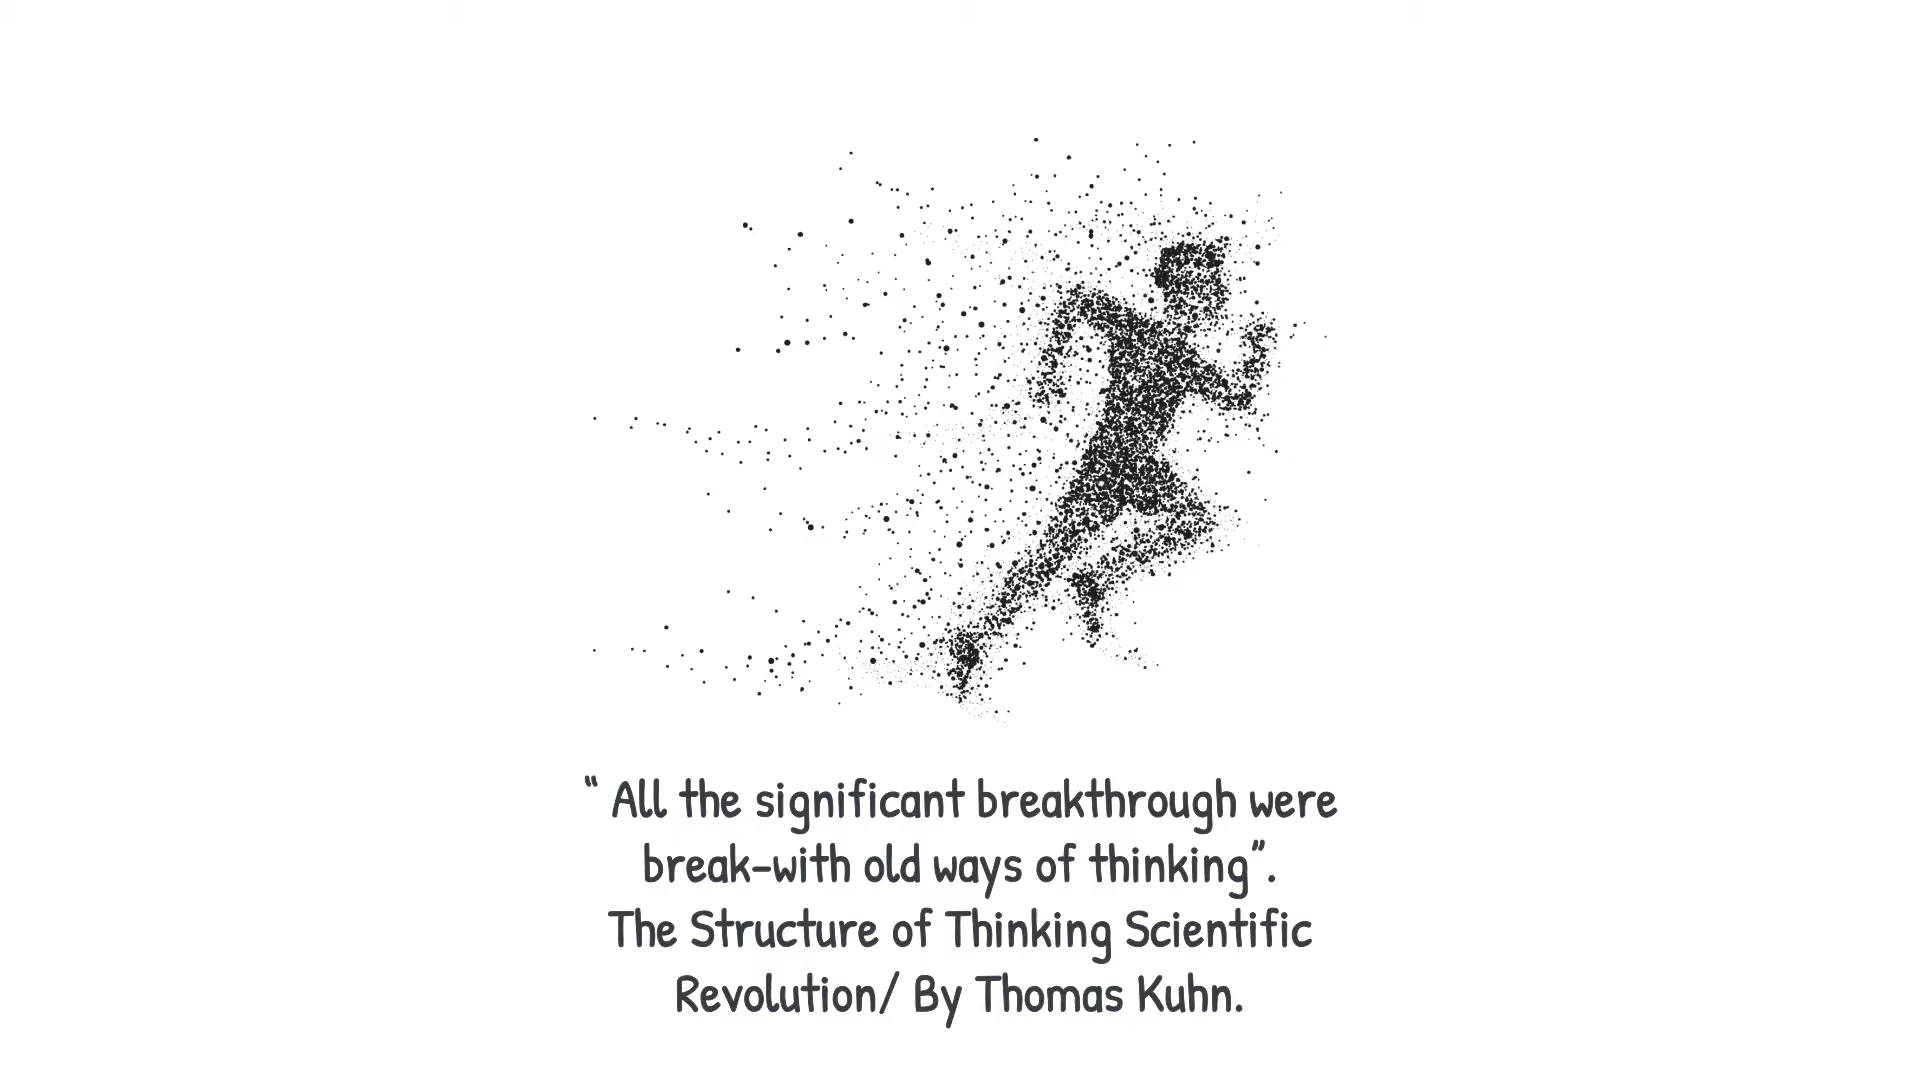 “ All the significant breakthrough were
break-with old ways of thinking”.
The Structure of Thinking Scientific
Revolution/ By Thomas Kuhn.